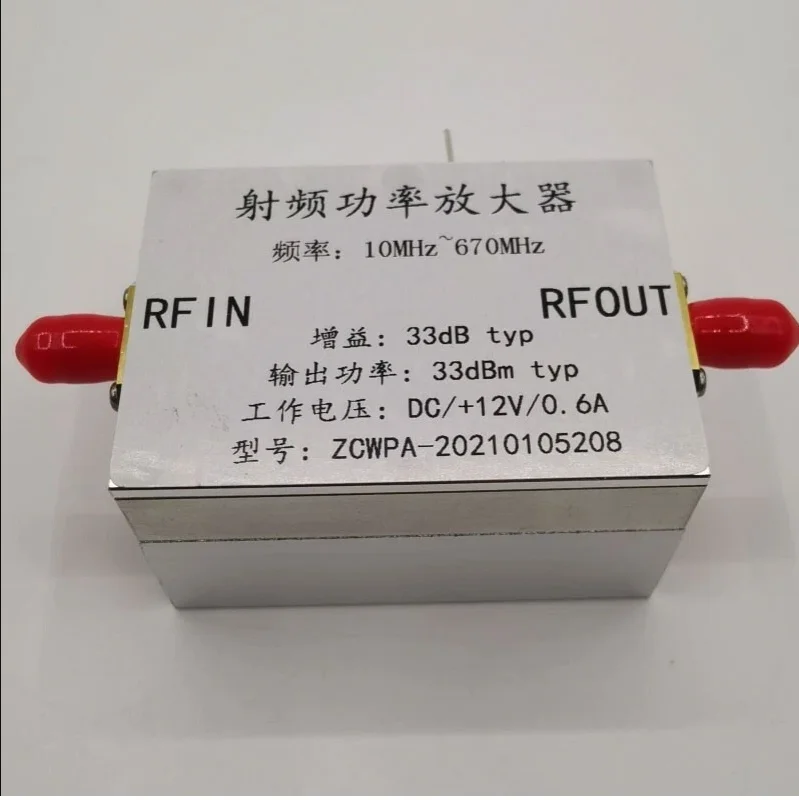 射频功率放大器
频率：10MHz~670MHz
RFIN
RFOUT
增益：33dB typ
输出功率：33dBm typ
工作电压：DC/+12V/0.6A
型号：ZCWPA-20210105208